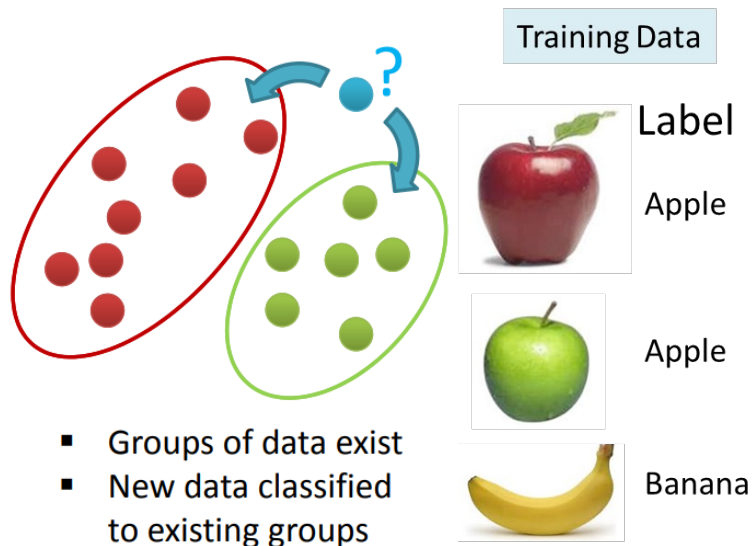 ?
Training Data
Label
Apple
Apple
Banana
▪ Groups of data exist
▪ New data classified
to existing groups